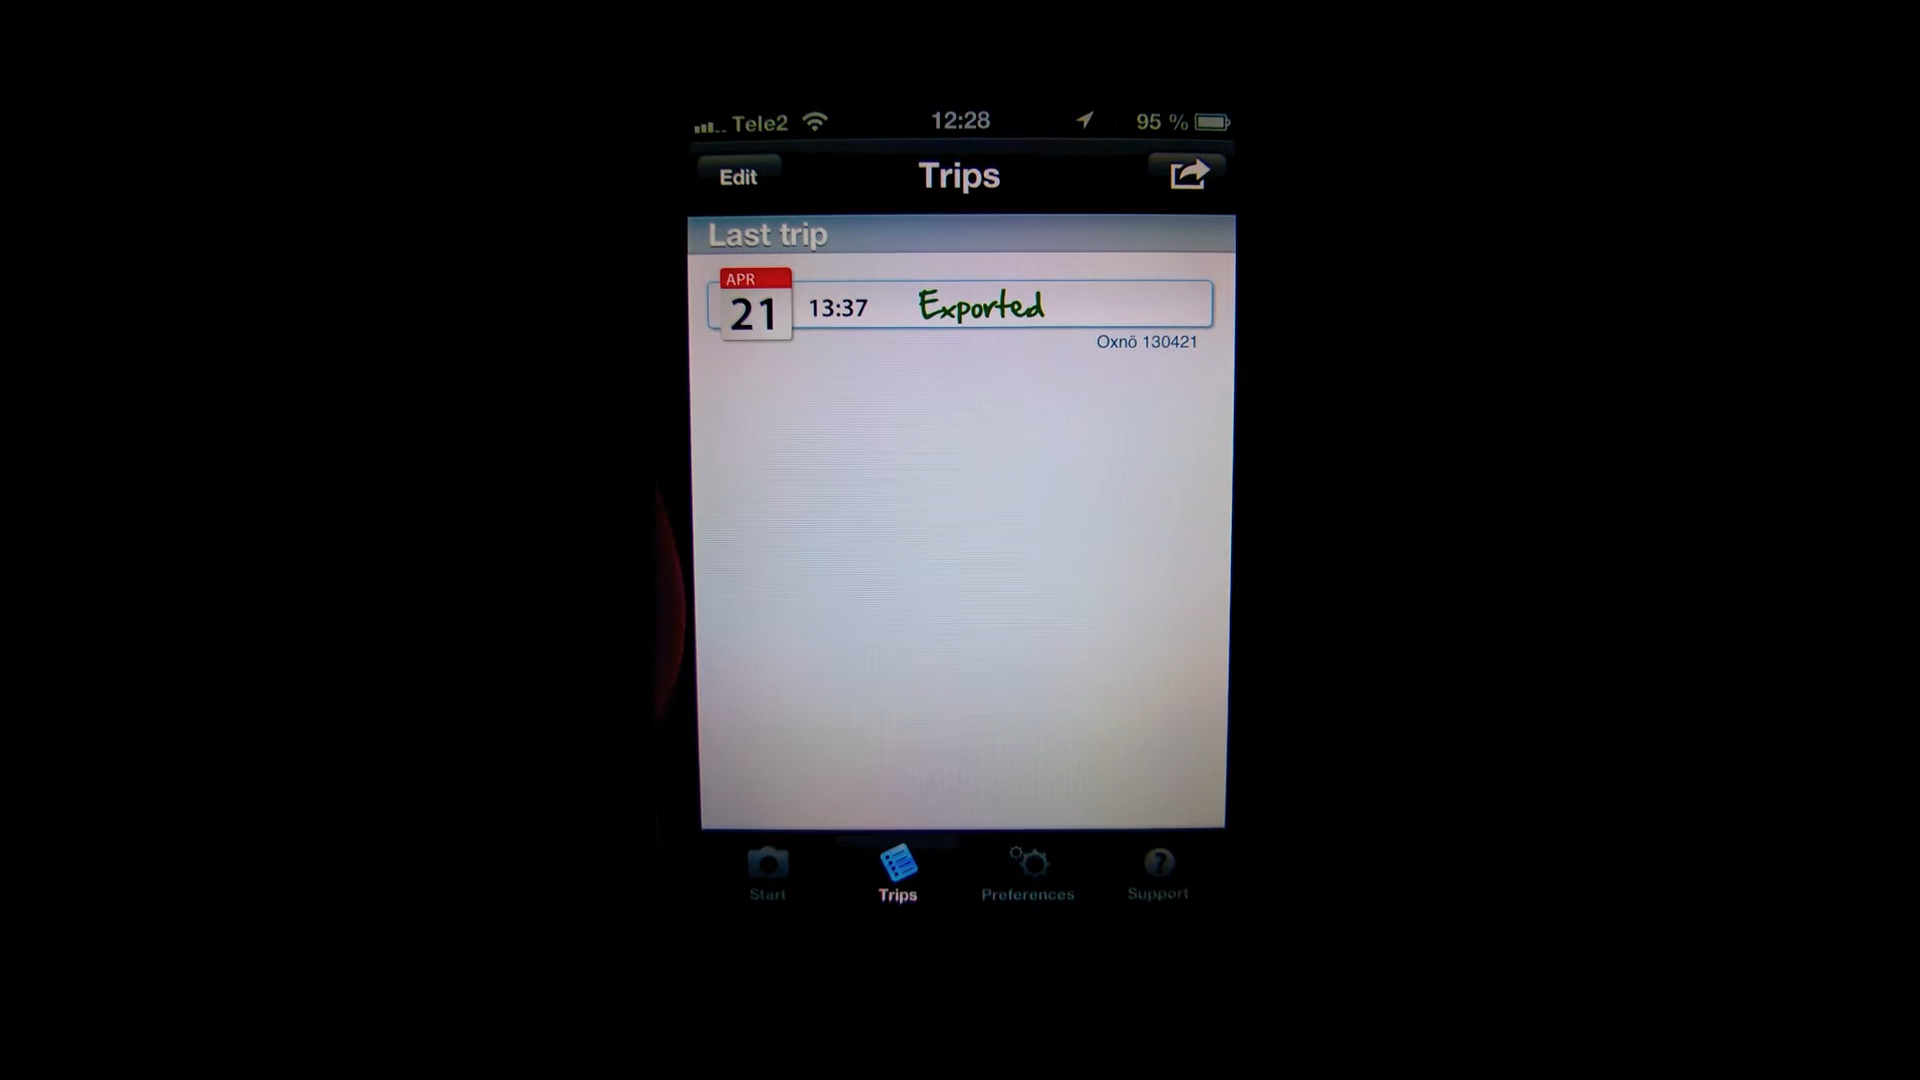 Tele2 12:28 95 %
Edit Trips
Last trip
APR
21 13:37 Exported
Oxnö 130421
Start Trips Preferences Support